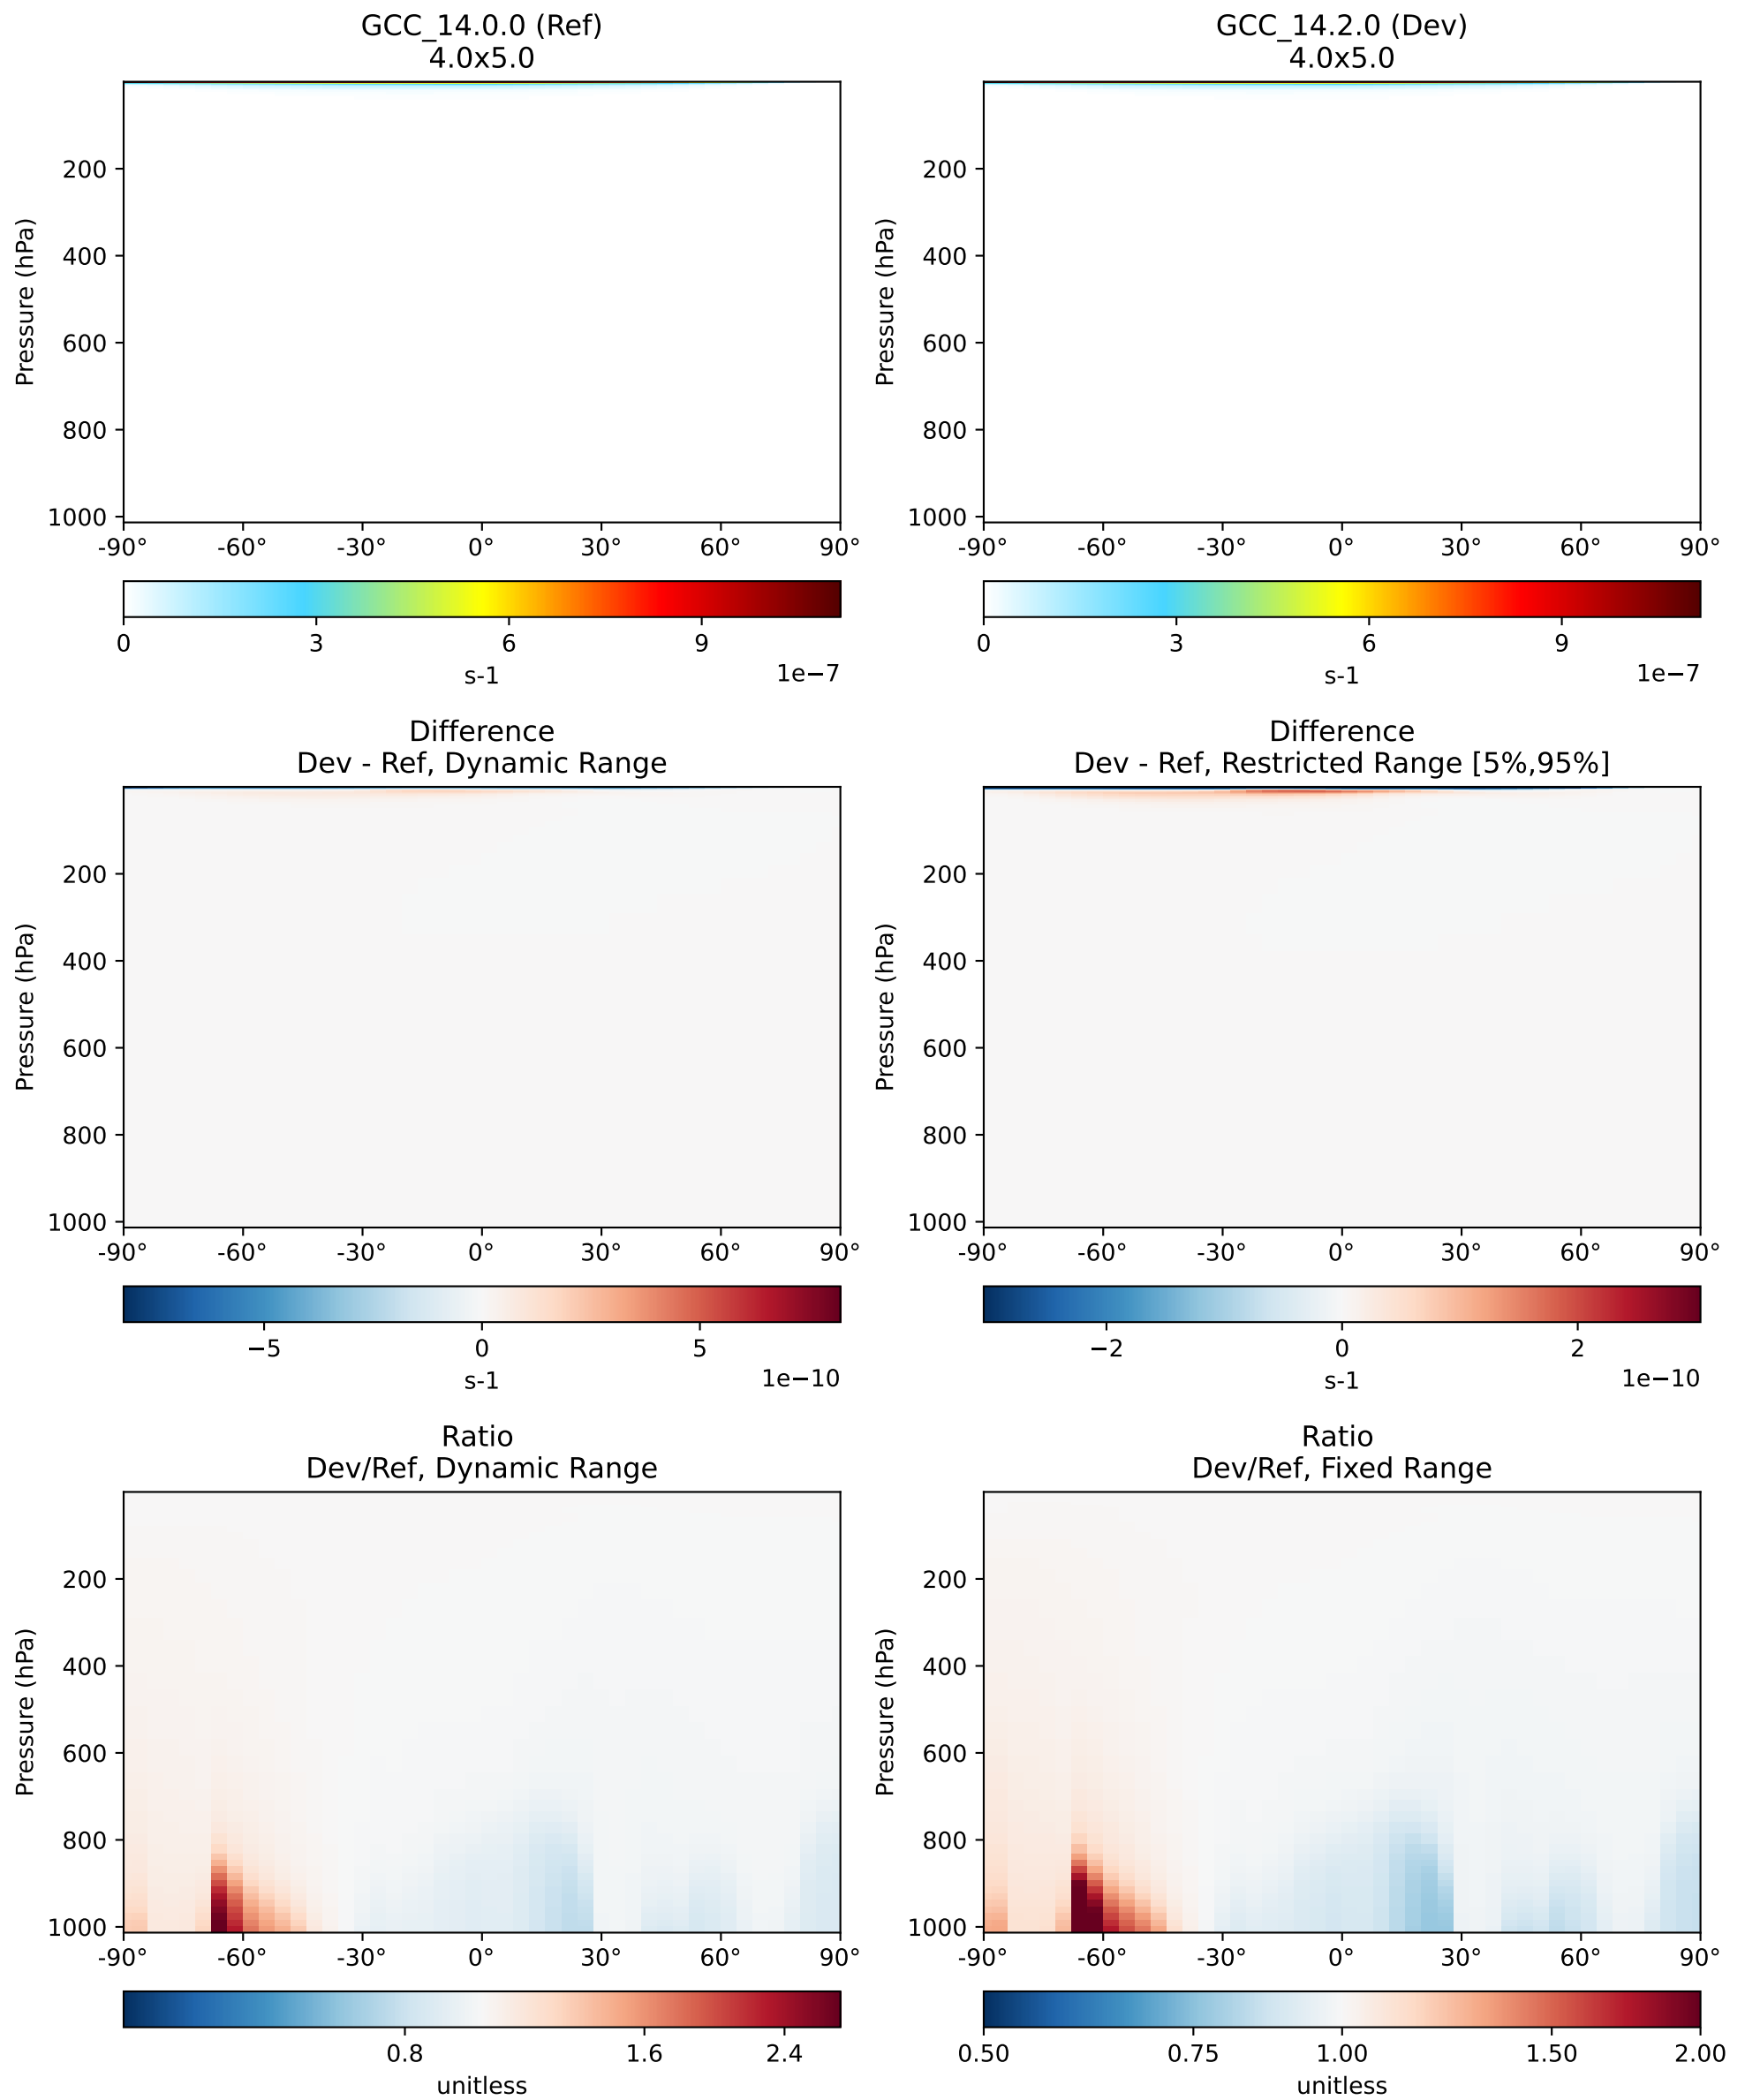 GCC_14.0.0 (Ref)
4.0x5.0
Pressure (hPa)
200
400
600
800
1000
-90° -60° -30° 0° 30° 60° 90°
0 3 6 9
s-1
1e−7
GCC_14.2.0 (Dev)
4.0x5.0
Pressure (hPa)
200
400
600
800
1000
-90° -60° -30° 0° 30° 60° 90°
0 3 6 9
s-1
1e−7
Difference
Dev - Ref, Dynamic Range
Pressure (hPa)
200
400
600
800
1000
-90° -60° -30° 0° 30° 60° 90°
−5 0 5
s-1
1e−10
Difference
Dev - Ref, Restricted Range [5%,95%]
Pressure (hPa)
200
400
600
800
1000
-90° -60° -30° 0° 30° 60° 90°
−2 0 2
s-1
1e−10
Ratio
Dev/Ref, Dynamic Range
Pressure (hPa)
200
400
600
800
1000
-90° -60° -30° 0° 30° 60° 90°
0.8 1.6 2.4
unitless
Ratio
Dev/Ref, Fixed Range
Pressure (hPa)
200
400
600
800
1000
-90° -60° -30° 0° 30° 60° 90°
0.50 0.75 1.00 1.50 2.00
unitless